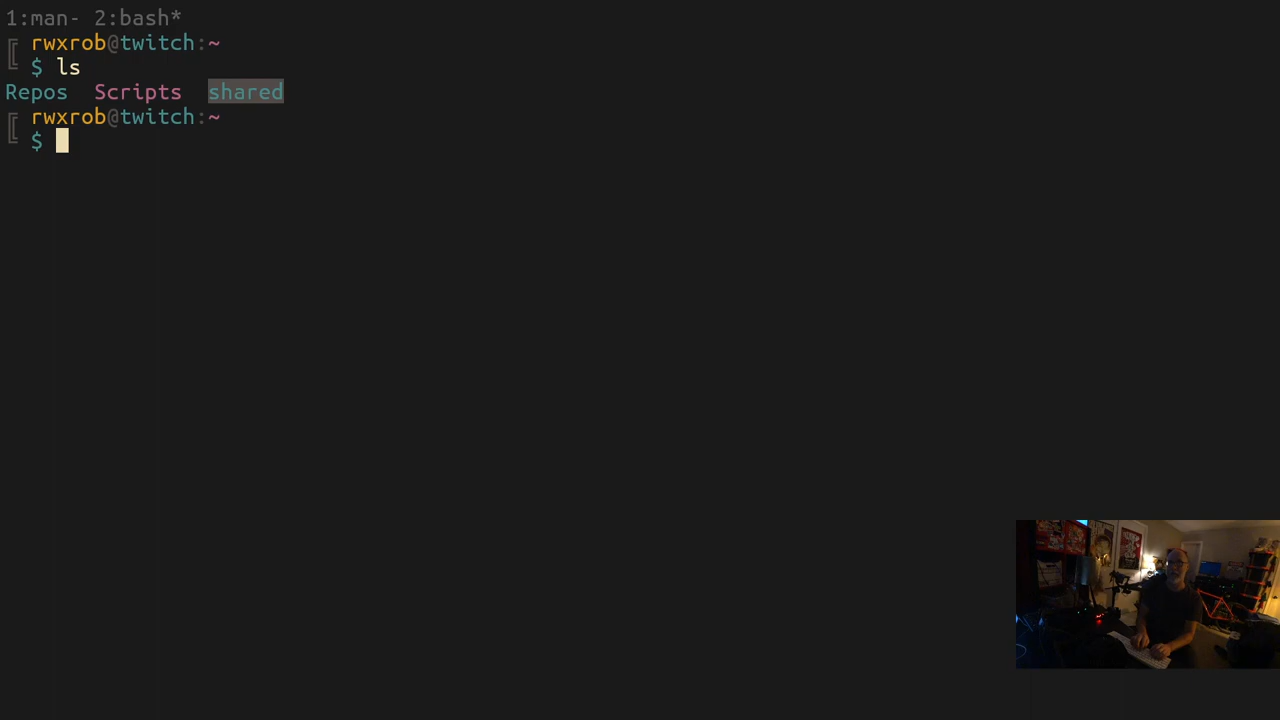 1:man- 2:bash*
rwxrob@twitch:~
$ ls
Repos Scripts shared
rwxrob@twitch:~
$